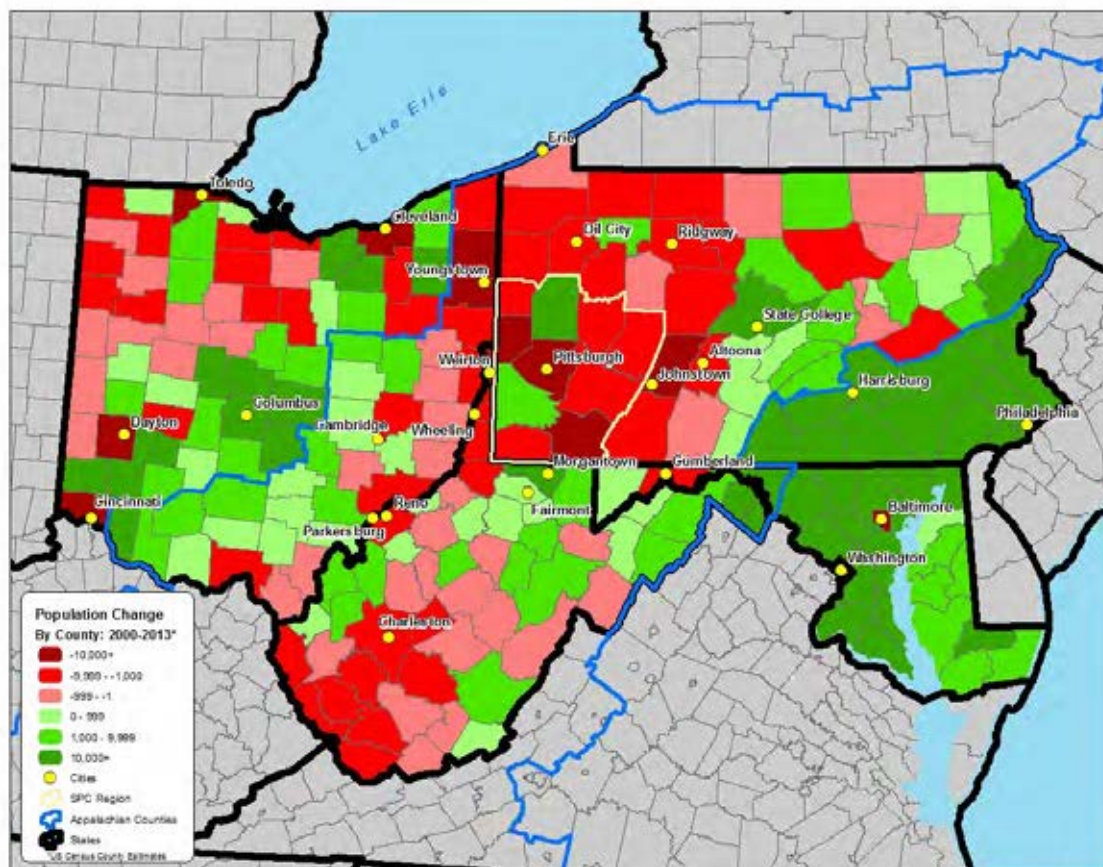 Lake Erie
Erie
Toledo
Cleveland
Oil City
Ridgway
Youngstown
State College
Weirton
Pittsburgh
Altoona
Johnstown
Harrisburg
Columbus
Dayton
Cambridge
Wheeling
Philadelphia
Morgantown
Cumberland
Cincinnati
Reno
Fairmont
Parkersburg
Baltimore
Washington
Charleston
Population Change
By County: 2000-2013*
-10,000+
-9,999 - -1,000
-999 - -1
0 - 999
1,000 - 9,999
10,000+
Cities
SPC Region
Appalachian Counties
States
*US Census County Estimates